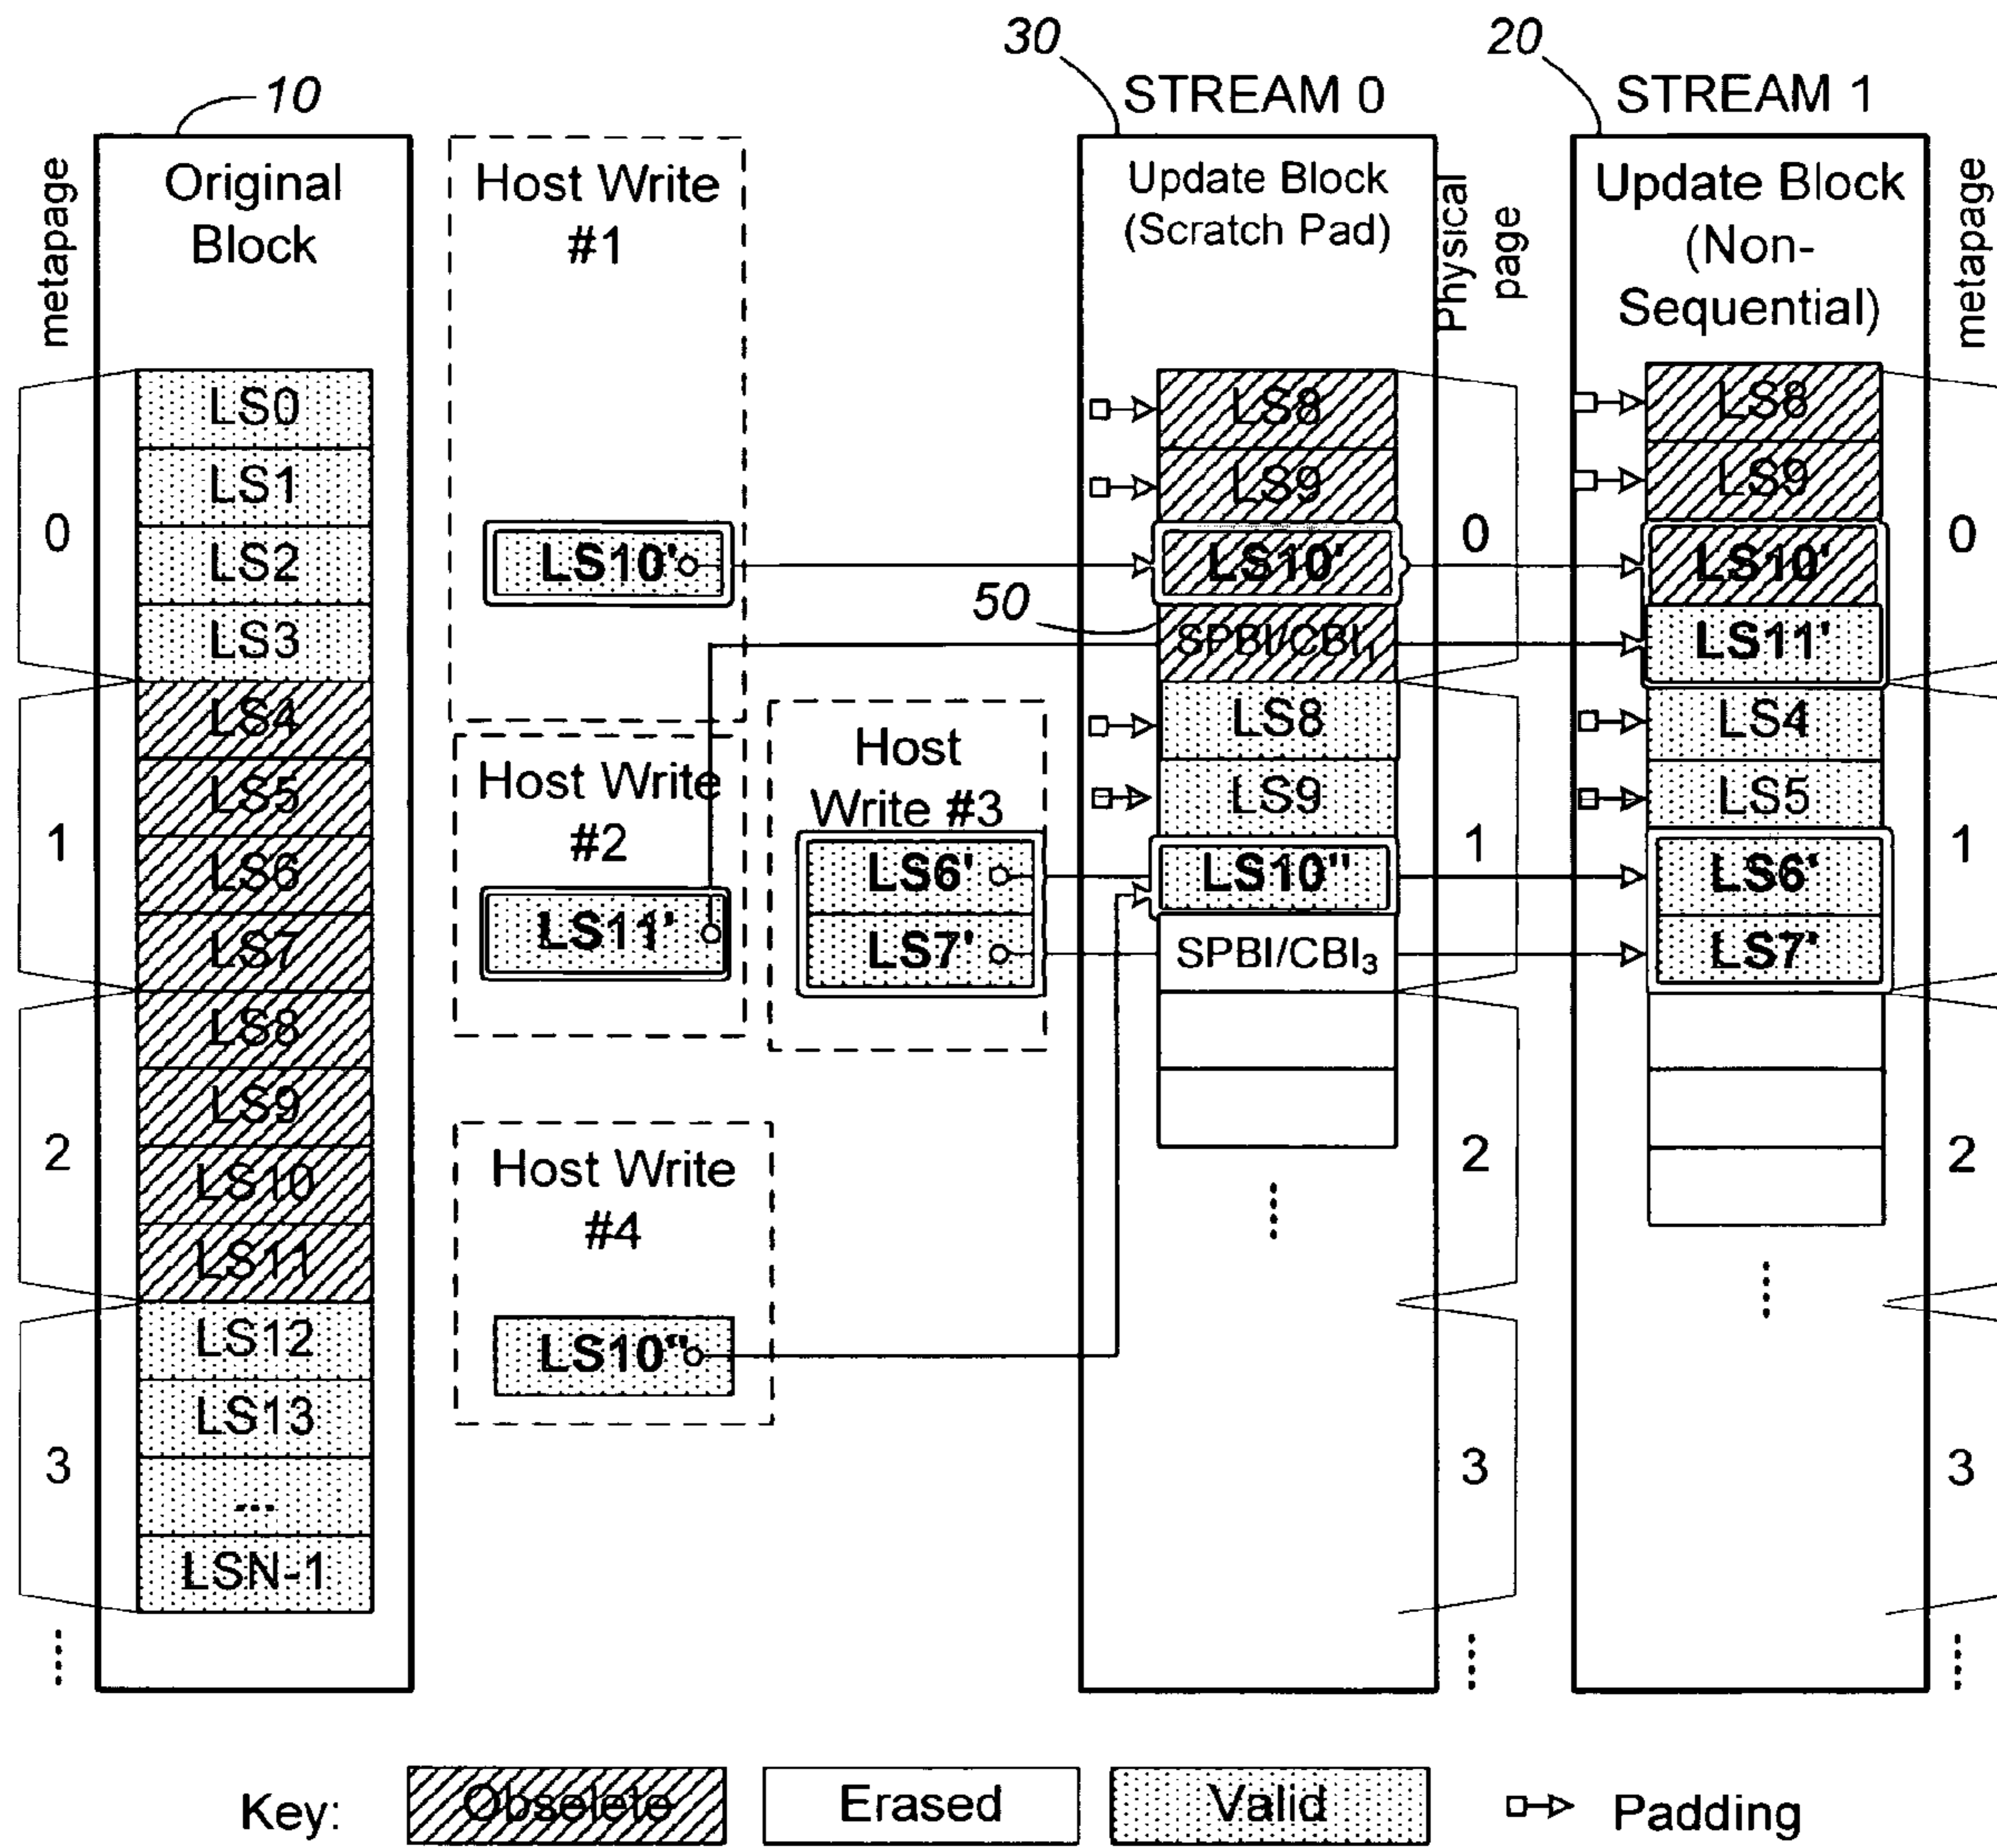 30
20
10
STREAM 0
STREAM 1
metapage
Original
Block
Host Write
#1
Update Block
(Scratch Pad)
Physical
page
Update Block
(Non-
Sequential)
metapage
0
LS0
LS1
LS2
LS3
1
LS4
LS5
LS6
LS7
2
LS8
LS9
LS10
LS11
3
LS12
LS13
...
LSN-1
....
LS10'
Host Write
#2
LS11'
Host
Write #3
LS6'
LS7'
Host Write
#4
LS10"
50
LS8
LS9
LS10'
SPBI/CBI₁
0
LS8
LS9
LS10"
SPBI/CBI₃
1
2
....
3
....
LS8
LS9
LS10'
LS11'
0
LS4
LS5
LS6'
LS7'
1
2
....
3
....
Key:
Obselete
Erased
Valid
Padding